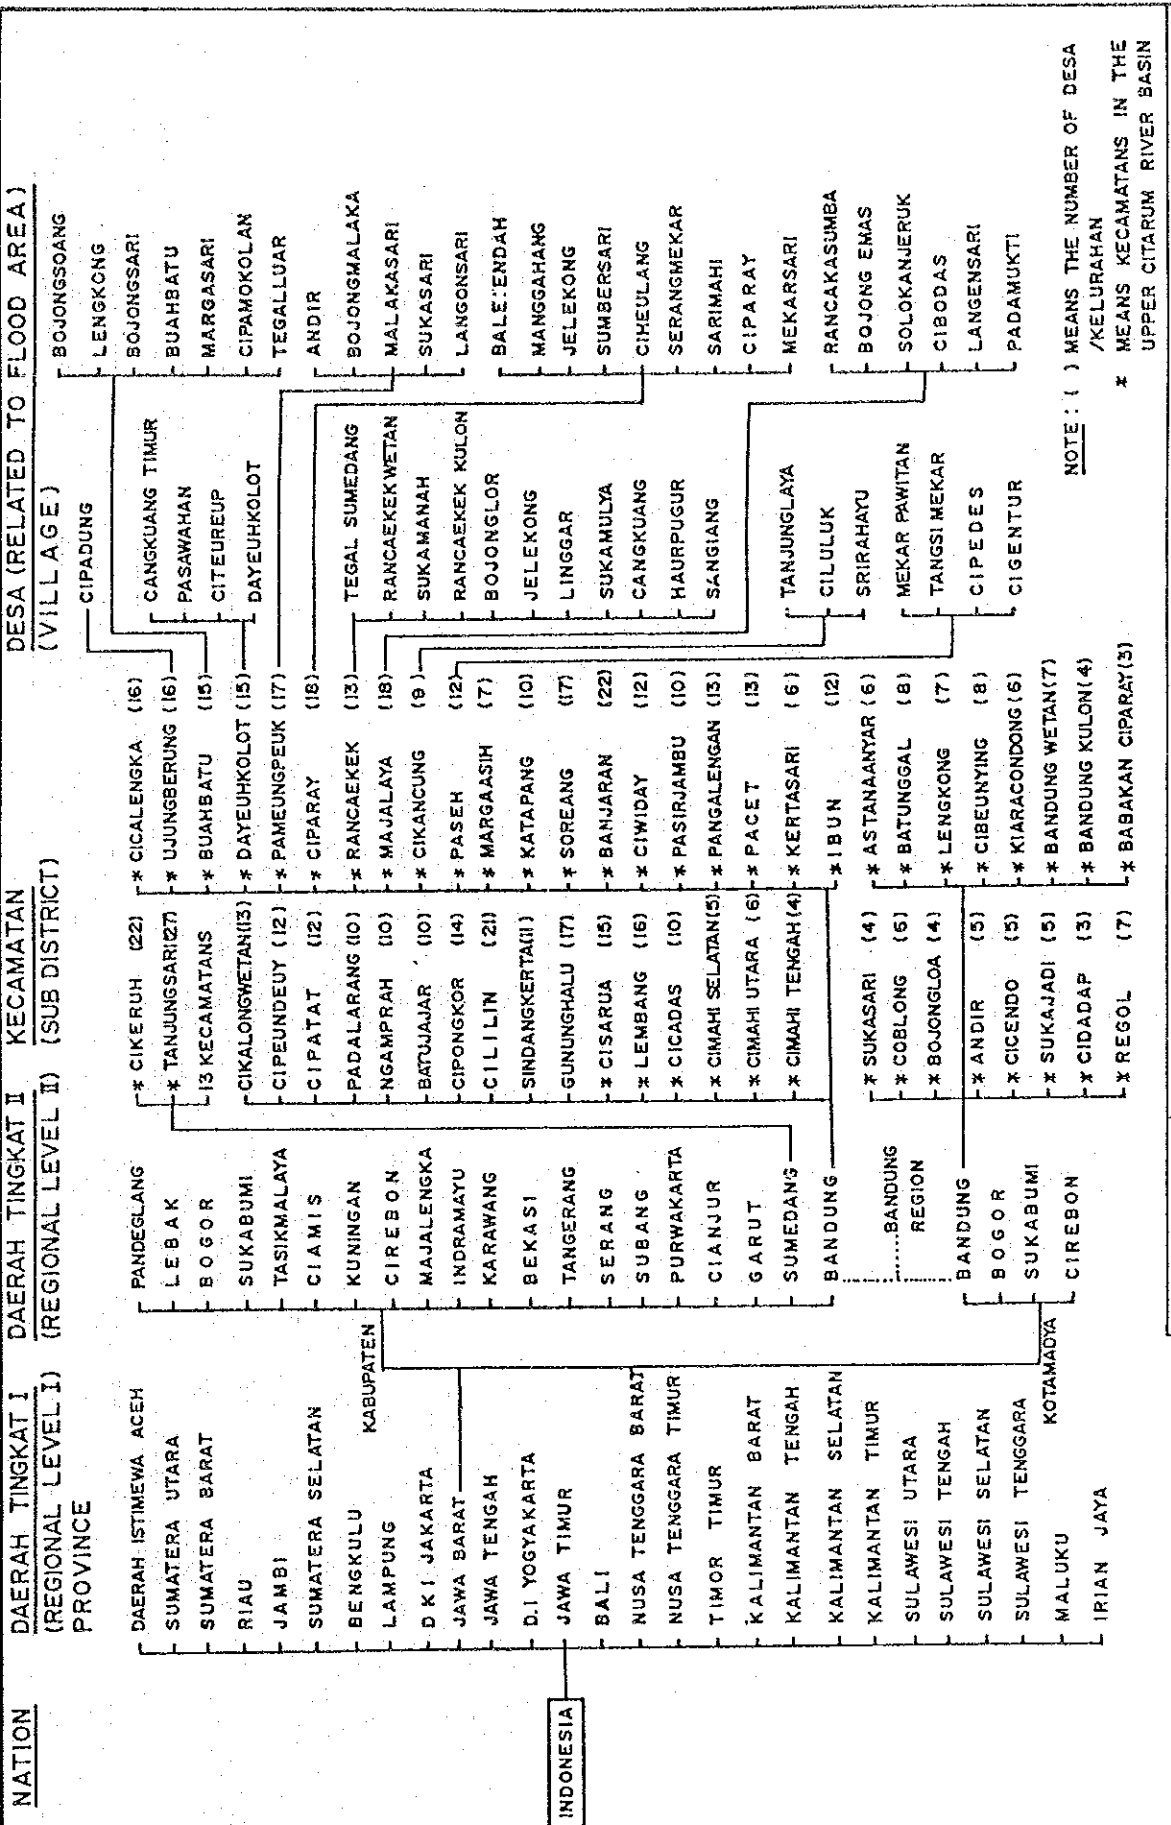 NATION
DAERAH TINGKAT I
(REGIONAL LEVEL I)
PROVINCE
DAERAH TINGKAT II
(REGIONAL LEVEL II)
KECAMATAN
(SUB DISTRICT)
DESA (RELATED TO FLOOD AREA)
(VILLAGE)
INDONESIA
DAERAH ISTIMEWA ACEH
SUMATERA UTARA
SUMATERA BARAT
RIAU
JAMBI
SUMATERA SELATAN
BENGKULU
LAMPUNG
DKI JAKARTA
JAWA BARAT
JAWA TENGAH
D.I YOGYAKARTA
JAWA TIMUR
BALI
NUSA TENGGARA BARAT
NUSA TENGGARA TIMUR
TIMOR TIMUR
KALIMANTAN BARAT
KALIMANTAN TENGAH
KALIMANTAN SELATAN
KALIMANTAN TIMUR
SULAWESI UTARA
SULAWESI TENGAH
SULAWESI SELATAN
SULAWESI TENGGARA
MALUKU
IRIAN JAYA
KABUPATEN
KOTAMADYA
PANDEGLANG
LEBAK
BOGOR
SUKABUMI
TASIKMALAYA
CIAMIS
KUNINGAN
CIREBON
MAJALENGKA
INDRAMAYU
KARAWANG
BEKASI
TANGERANG
SERANG
SUBANG
PURWAKARTA
CIANJUR
GARUT
SUMEDANG
BANDUNG
BANDUNG
REGION
BANDUNG
BOGOR
SUKABUMI
CIREBON
* CIKERUH (22)
* TANJUNGSARI (27)
13 KECAMATANS
CIKALONGWETAN (13)
CIPEUNDEUY (12)
CIPATAT (12)
PADALARANG (10)
NGAMPRAH (10)
BATUJAJAR (10)
CIPONGKOR (14)
CILILIN (21)
SINDANGKERTA (11)
GUNUNGHALU (17)
* CISARUA (15)
* LEMBANG (16)
* CICADAS (10)
* CIMAHI SELATAN (5)
* CIMAHI UTARA (6)
* CIMAHI TENGAH (4)
* SUKASARI (4)
* COBLONG (6)
* BOJONGLOA (4)
* ANDIR (5)
* CICENDO (5)
* SUKAJADI (5)
* CIDADAP (3)
* REGOL (7)
* CICALENGKA (16)
* UJUNGBERUNG (16)
* BUAHBATU (15)
* DAYEUHKOLOT (15)
* PAMEUNGPEUK (17)
* CIPARAY (18)
* RANCAEKEK (13)
* MAJALAYA (18)
* CIKANCUNG (9)
* PASEH (12)
* MARGAASIH (7)
* KATAPANG (10)
* SOREANG (17)
* BANJARAN (22)
* CIWIDAY (12)
* PASIRJAMBU (10)
* PANGALENGAN (13)
* PACET (13)
* KERTASARI (6)
* IBUN (12)
* ASTANAANYAR (6)
* BATUNGGAL (8)
* LENGKONG (7)
* CIBEUNYING (8)
* KIARACONDONG (6)
* BANDUNG WETAN (7)
* BANDUNG KULON (4)
* BABAKAN CIPARAY (3)
CIPADUNG
CANGKUANG TIMUR
PASAWAHAN
CITEUREUP
DAYEUHKOLOT
TEGAL SUMEDANG
RANCAEKEKWETAN
SUKAMANAH
RANCAEKEK KULON
BOJONGLOR
JELEKONG
LINGGAR
SUKAMULYA
CANGKUANG
HAURPUGUR
SANGIANG
TANJUNGLAYA
CILULUK
SRIRAHAYU
MEKAR PAWITAN
TANGSIMEKAR
CIPEDES
CIGENTUR
BOJONGSOANG
LENGKONG
BOJONGSARI
BUAHBATU
MARGASARI
CIPAMOKOLAN
TEGALLUAR
ANDIR
BOJONGMALAKA
MALAKASARI
SUKASARI
LANGONSARI
BALEENDAH
MANGGAHANG
JELEKONG
SUMBERSARI
CIHEULANG
SERANGMEKAR
SARIMAHI
CIPARAY
MEKARSARI
RANCAKASUMBA
BOJONG EMAS
SOLOKANJERUK
CIBODAS
LANGENSARI
PADAMUKTI
NOTE: ( ) MEANS THE NUMBER OF DESA
/KELURAHAN
* MEANS KECAMATANS IN THE
UPPER CITARUM RIVER BASIN